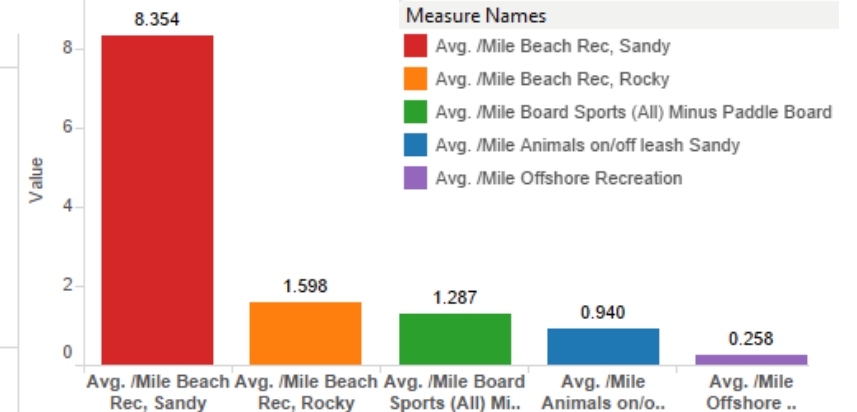 8.354
Measure Names
Avg. /Mile Beach Rec, Sandy
Avg. /Mile Beach Rec, Rocky
Avg. /Mile Board Sports (All) Minus Paddle Board
Avg. /Mile Animals on/off leash Sandy
Avg. /Mile Offshore Recreation
8
6
4
2
0
Value
1.598
1.287
0.940
0.258
Avg. /Mile Beach
Rec, Sandy
Avg. /Mile Beach
Rec, Rocky
Avg. /Mile Board
Sports (All) Mi..
Avg. /Mile
Animals on/o..
Avg. /Mile
Offshore ..